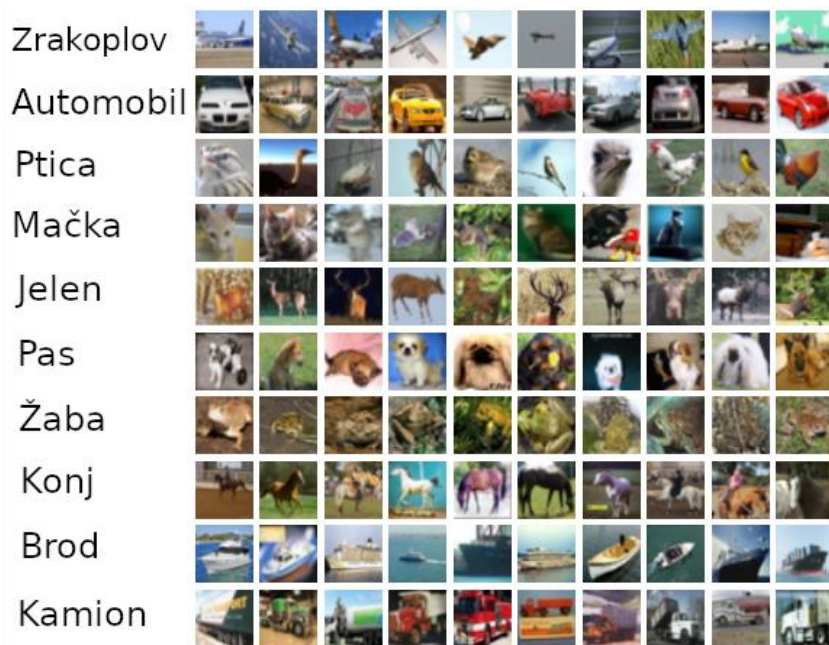 Zrakoplov
Automobil
Ptica
Mačka
Jelen
Pas
Žaba
Konj
Brod
Kamion